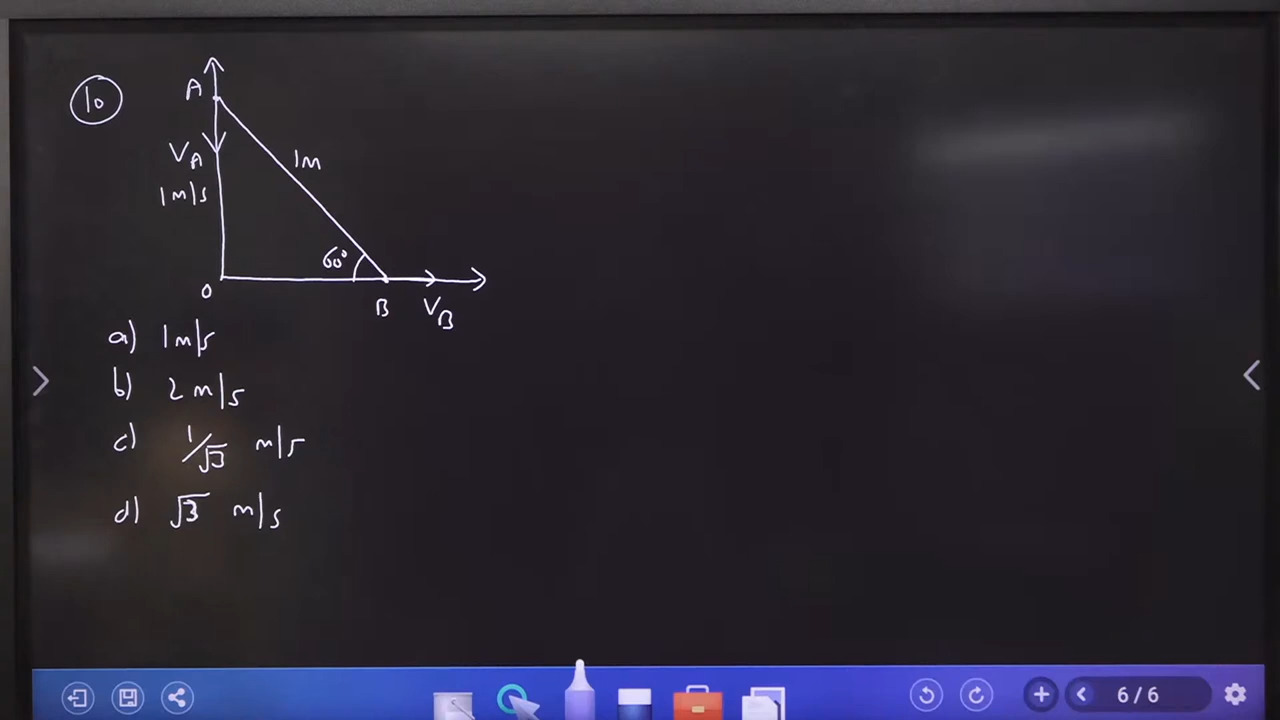 10
A
VA
1m/s
1m
60°
O
B
VB
a) 1m/s
b) 2 m/s
c) 1/√3 m/s
d) √3 m/s
6/6